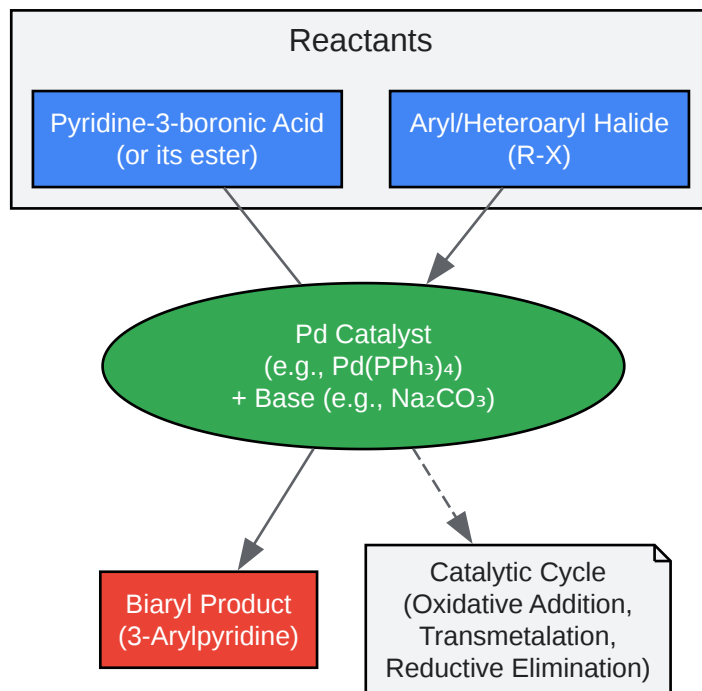 Reactants
Pyridine-3-boronic Acid
(or its ester)
Aryl/Heteroaryl Halide
(R-X)
Pd Catalyst
(e.g., Pd(PPh₃)₄)
+ Base (e.g., Na₂CO₃)
Biaryl Product
(3-Arylpyridine)
Catalytic Cycle
(Oxidative Addition,
Transmetalation,
Reductive Elimination)